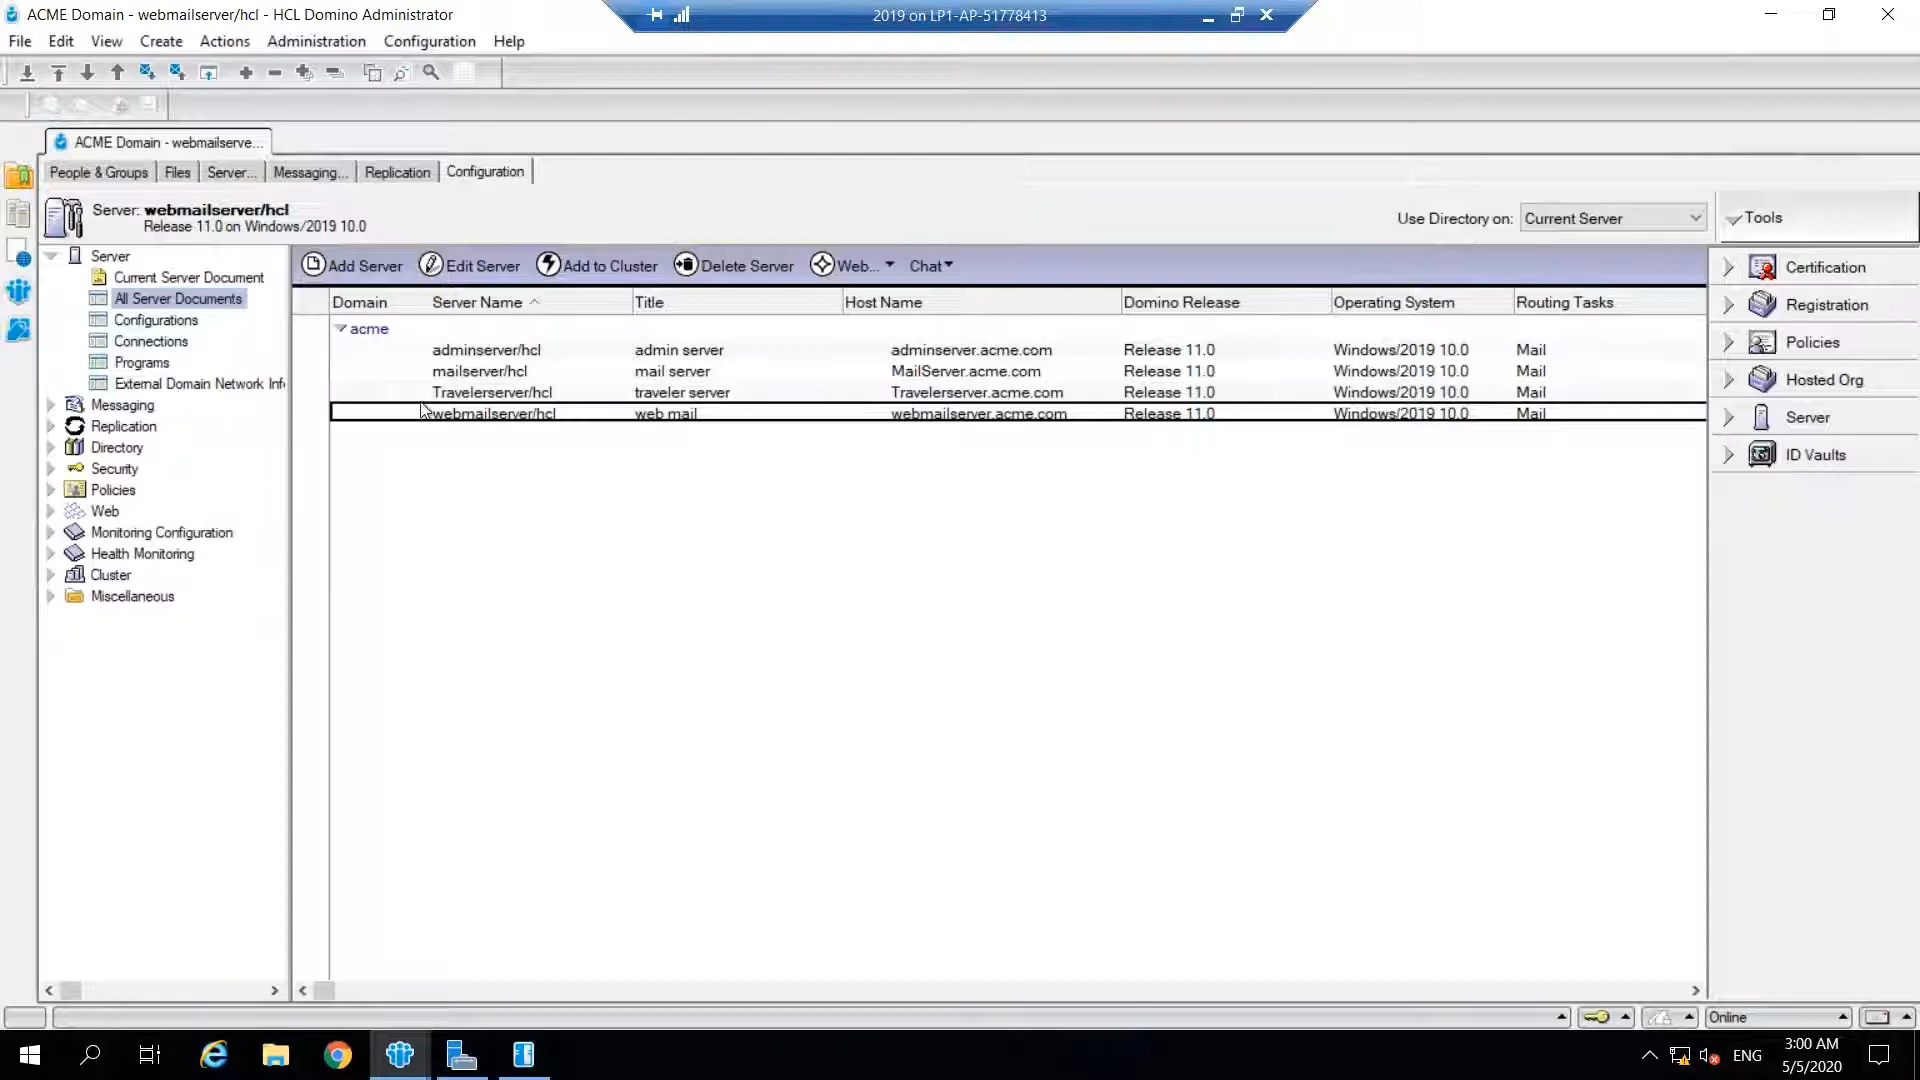 ACME Domain - webmailserver/hcl - HCL Domino Administrator
2019 on LP1-AP-51778413
File Edit View Create Actions Administration Configuration Help
ACME Domain - webmailserve...
People & Groups Files Server... Messaging... Replication Configuration
Server: webmailserver/hcl
Release 11.0 on Windows/2019 10.0
Use Directory on: Current Server
Tools
Server
Current Server Document
All Server Documents
Configurations
Connections
Programs
External Domain Network Inf
Messaging
Replication
Directory
Security
Policies
Web
Monitoring Configuration
Health Monitoring
Cluster
Miscellaneous
Add Server Edit Server Add to Cluster Delete Server Web... Chat
Domain Server Name Title Host Name Domino Release Operating System Routing Tasks
acme
adminserver/hcl admin server adminserver.acme.com Release 11.0 Windows/2019 10.0 Mail
mailserver/hcl mail server MailServer.acme.com Release 11.0 Windows/2019 10.0 Mail
Travelerserver/hcl traveler server Travelerserver.acme.com Release 11.0 Windows/2019 10.0 Mail
webmailserver/hcl web mail webmailserver.acme.com Release 11.0 Windows/2019 10.0 Mail
Certification
Registration
Policies
Hosted Org
Server
ID Vaults
Online
ENG
3:00 AM
5/5/2020